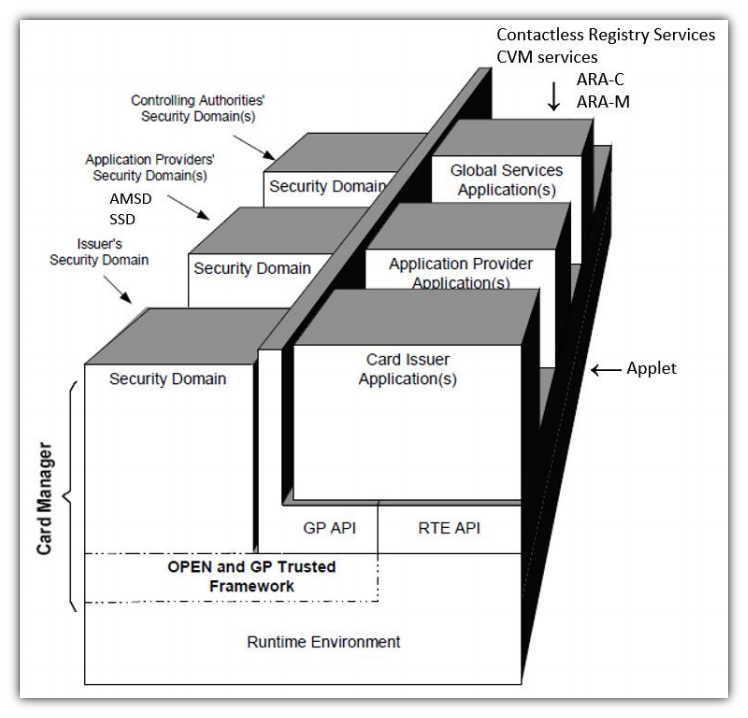 Contactless Registry Services
CVM services
ARA-C
ARA-M
Controlling Authorities'
Security Domain(s)
Application Providers'
Security Domain(s)
AMSD
SSD
Issuer's
Security Domain
Security Domain
Security Domain
Security Domain
Global Services
Application(s)
Application Provider
Application(s)
Card Issuer
Application(s)
Applet
Card Manager
GP API
RTE API
OPEN and GP Trusted
Framework
Runtime Environment